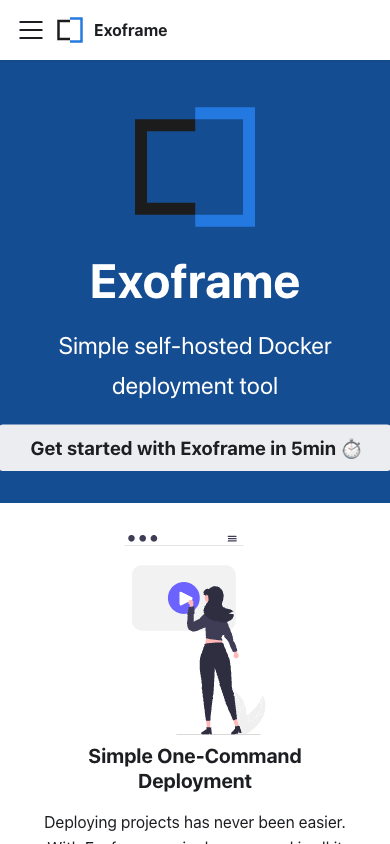 Exoframe
Exoframe
Simple self-hosted Docker
deployment tool
Get started with Exoframe in 5min ⏱️
Simple One-Command
Deployment
Deploying projects has never been easier.